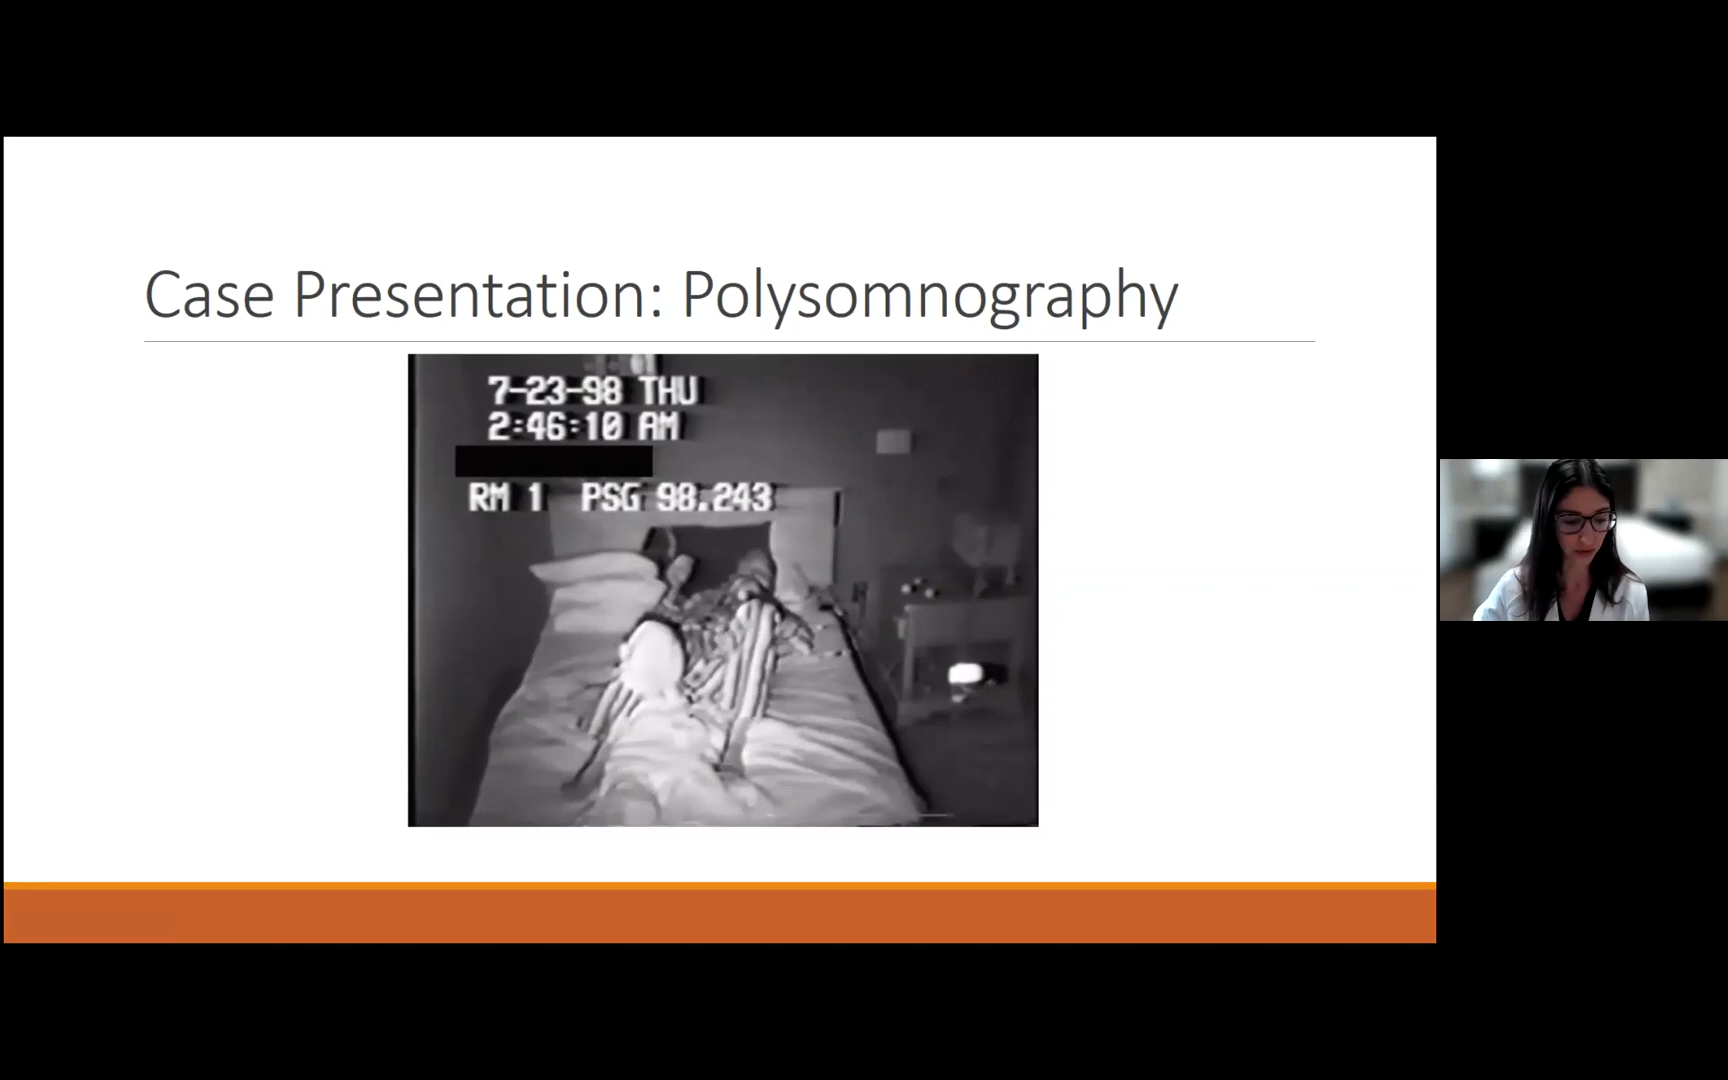 Case Presentation: Polysomnography
7-23-98 THU
2:46:10 AM
RM 1 PSG 98.243